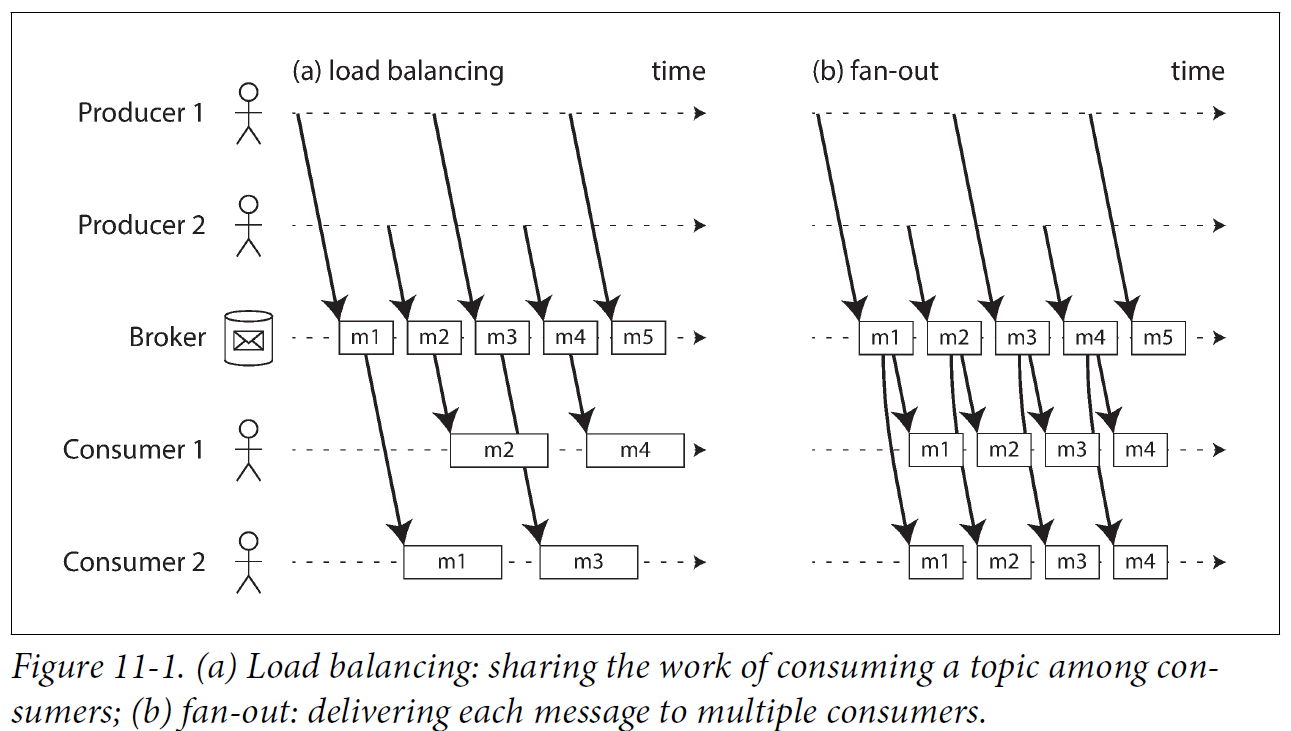 (a) load balancing time (b) fan-out time
Producer 1
Producer 2
Broker m1 m2 m3 m4 m5 m1 m2 m3 m4 m5
Consumer 1 m2 m4 m1 m2 m3 m4
Consumer 2 m1 m3 m1 m2 m3 m4
Figure 11-1. (a) Load balancing: sharing the work of consuming a topic among con-
sumers; (b) fan-out: delivering each message to multiple consumers.